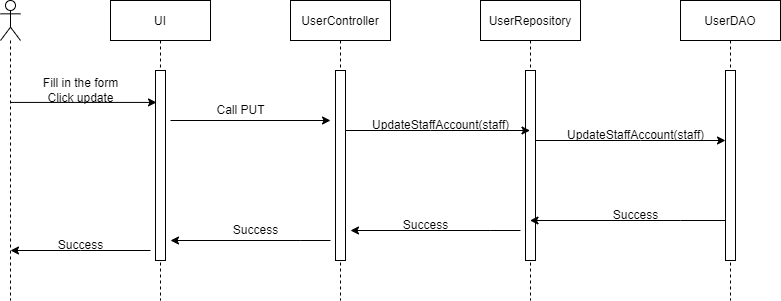 UI
UserController
UserRepository
UserDAO
Fill in the form
Click update
Call PUT
UpdateStaffAccount(staff)
UpdateStaffAccount(staff)
Success
Success
Success
Success